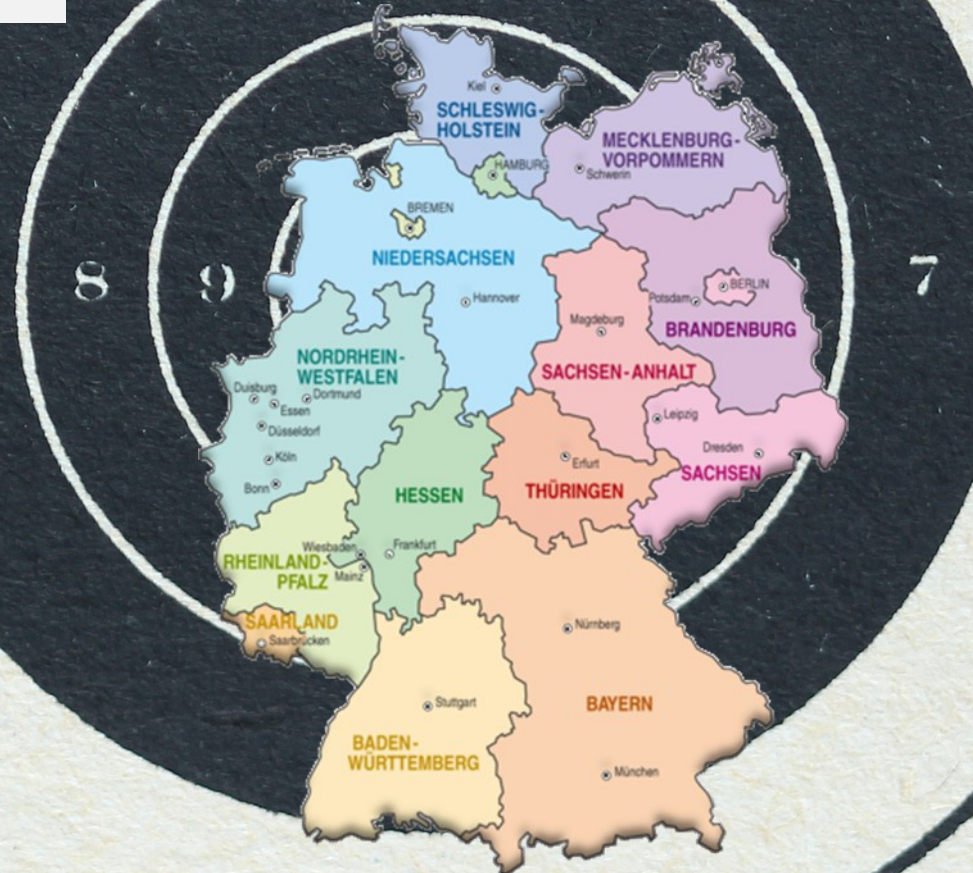 Kiel
SCHLESWIG-
HOLSTEIN
MECKLENBURG-
VORPOMMERN
HAMBURG
Schwerin
BREMEN
NIEDERSACHSEN
8
9
7
Hannover
BERLIN
Potsdam
Magdeburg
BRANDENBURG
NORDRHEIN-
WESTFALEN
SACHSEN-ANHALT
Duisburg
Dortmund
Essen
Düsseldorf
Leipzig
Köln
Dresden
Erfurt
SACHSEN
Bonn
HESSEN
THÜRINGEN
Wiesbaden
Frankfurt
RHEINLAND-
PFALZ
Mainz
SAARLAND
Saarbrücken
Nürnberg
Stuttgart
BAYERN
BADEN-
WÜRTTEMBERG
München